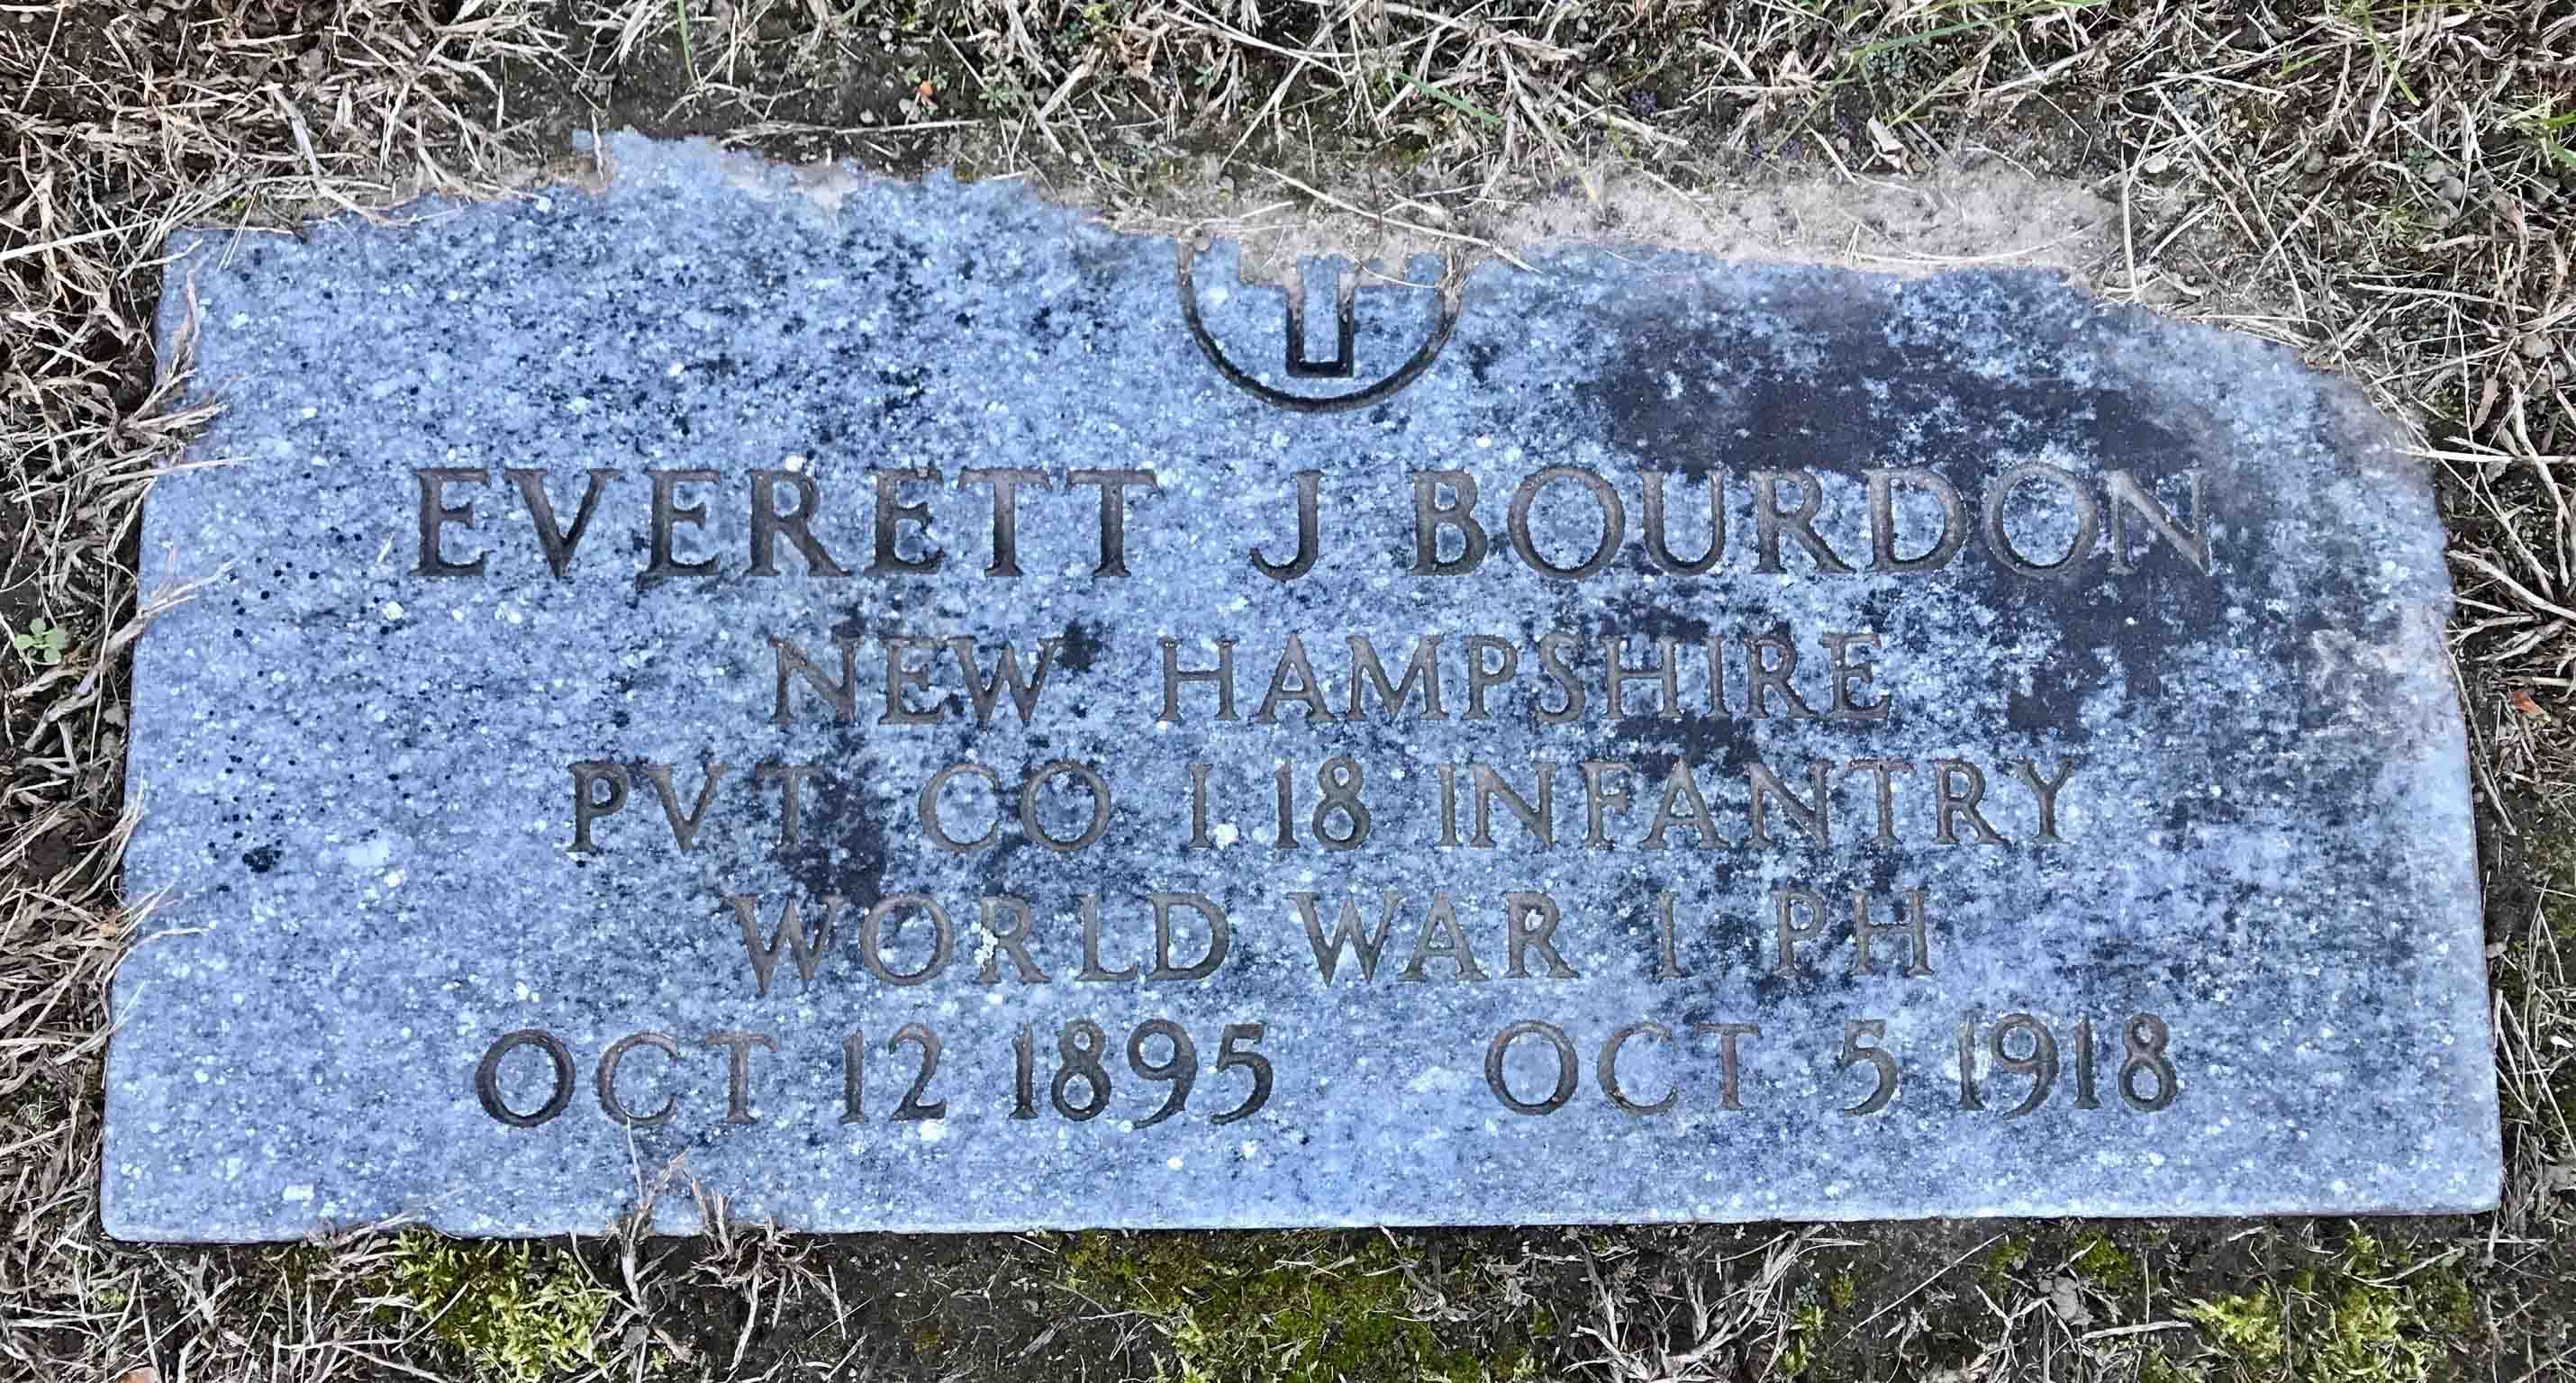 EVERETT J BOURDON
NEW HAMPSHIRE
PVT CO I 18 INFANTRY
WORLD WAR I PH
OCT 12 1895 OCT 5 1918